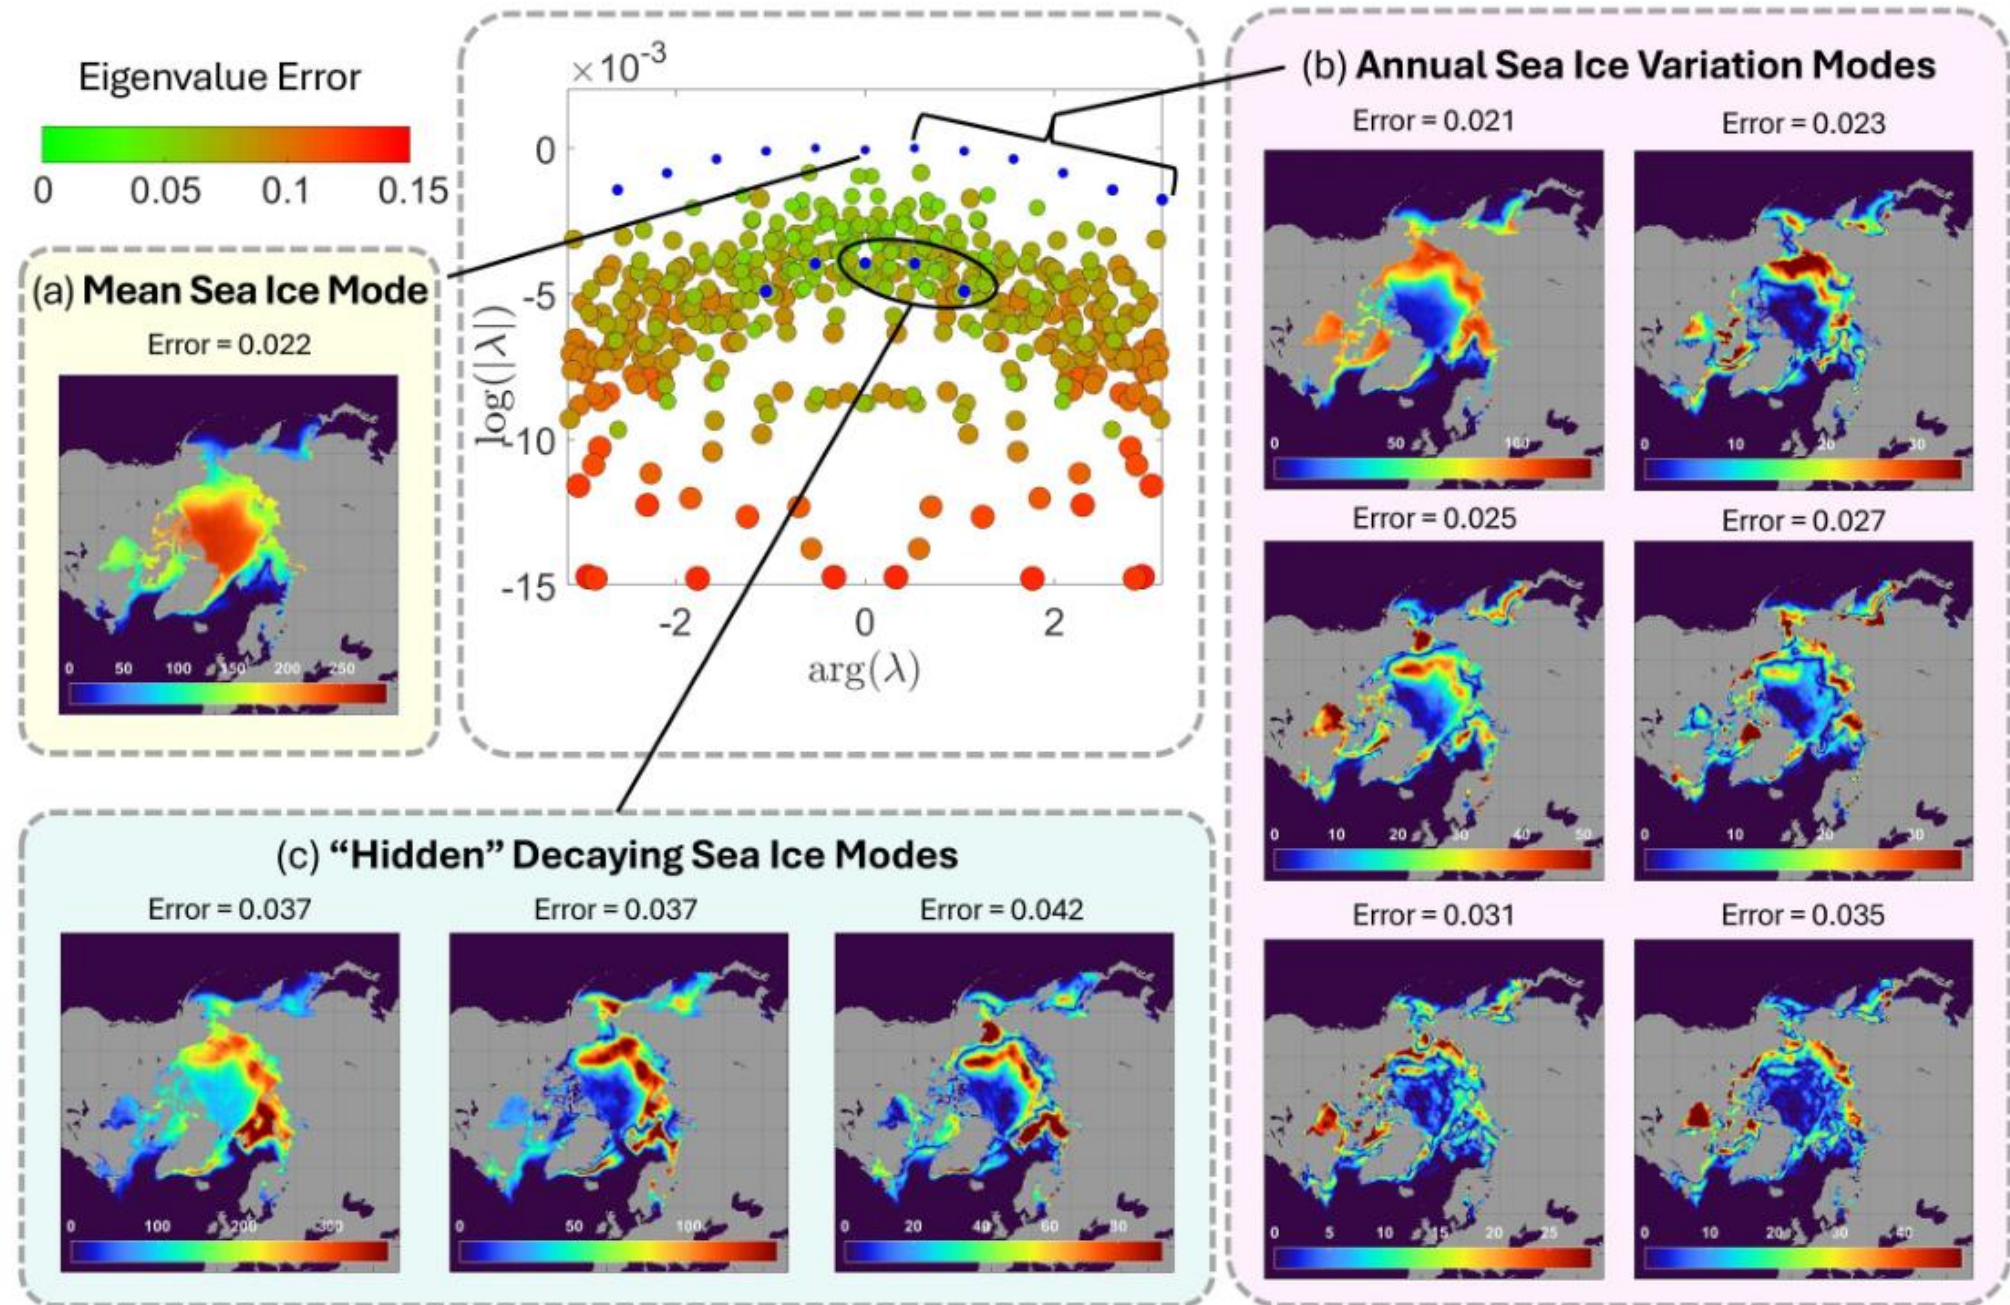 Eigenvalue Error
0 0.05 0.1 0.15
(a) Mean Sea Ice Mode
Error = 0.022
0 50 100 150 200 250
×10⁻³
0
-5
-10
-15
log(|λ|)
-2 0 2
arg(λ)
(b) Annual Sea Ice Variation Modes
Error = 0.021 Error = 0.023
0 50 100
0 10 20 30
Error = 0.025 Error = 0.027
0 10 20 30 40 50
0 10 20 30
Error = 0.031 Error = 0.035
0 5 10 15 20 25
0 10 20 30 40
(c) “Hidden” Decaying Sea Ice Modes
Error = 0.037 Error = 0.037 Error = 0.042
0 100 200 300
0 50 100
0 20 40 60 80